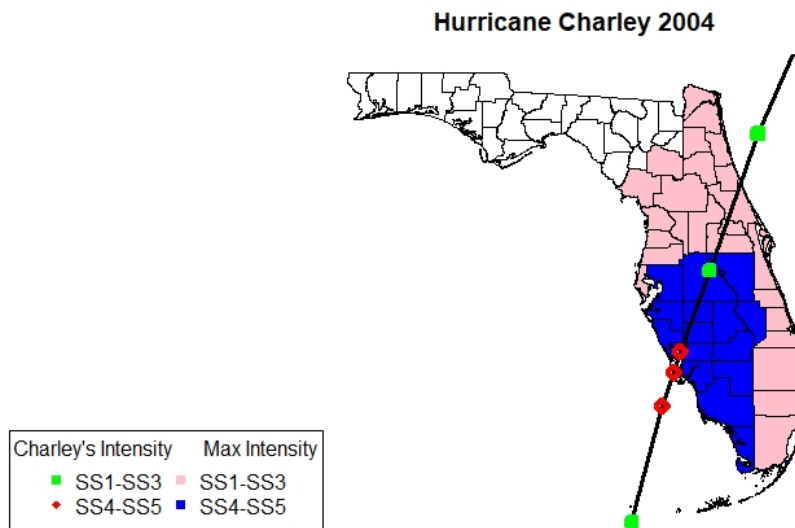 Hurricane Charley 2004
Charley's Intensity Max Intensity
SS1-SS3 SS1-SS3
SS4-SS5 SS4-SS5